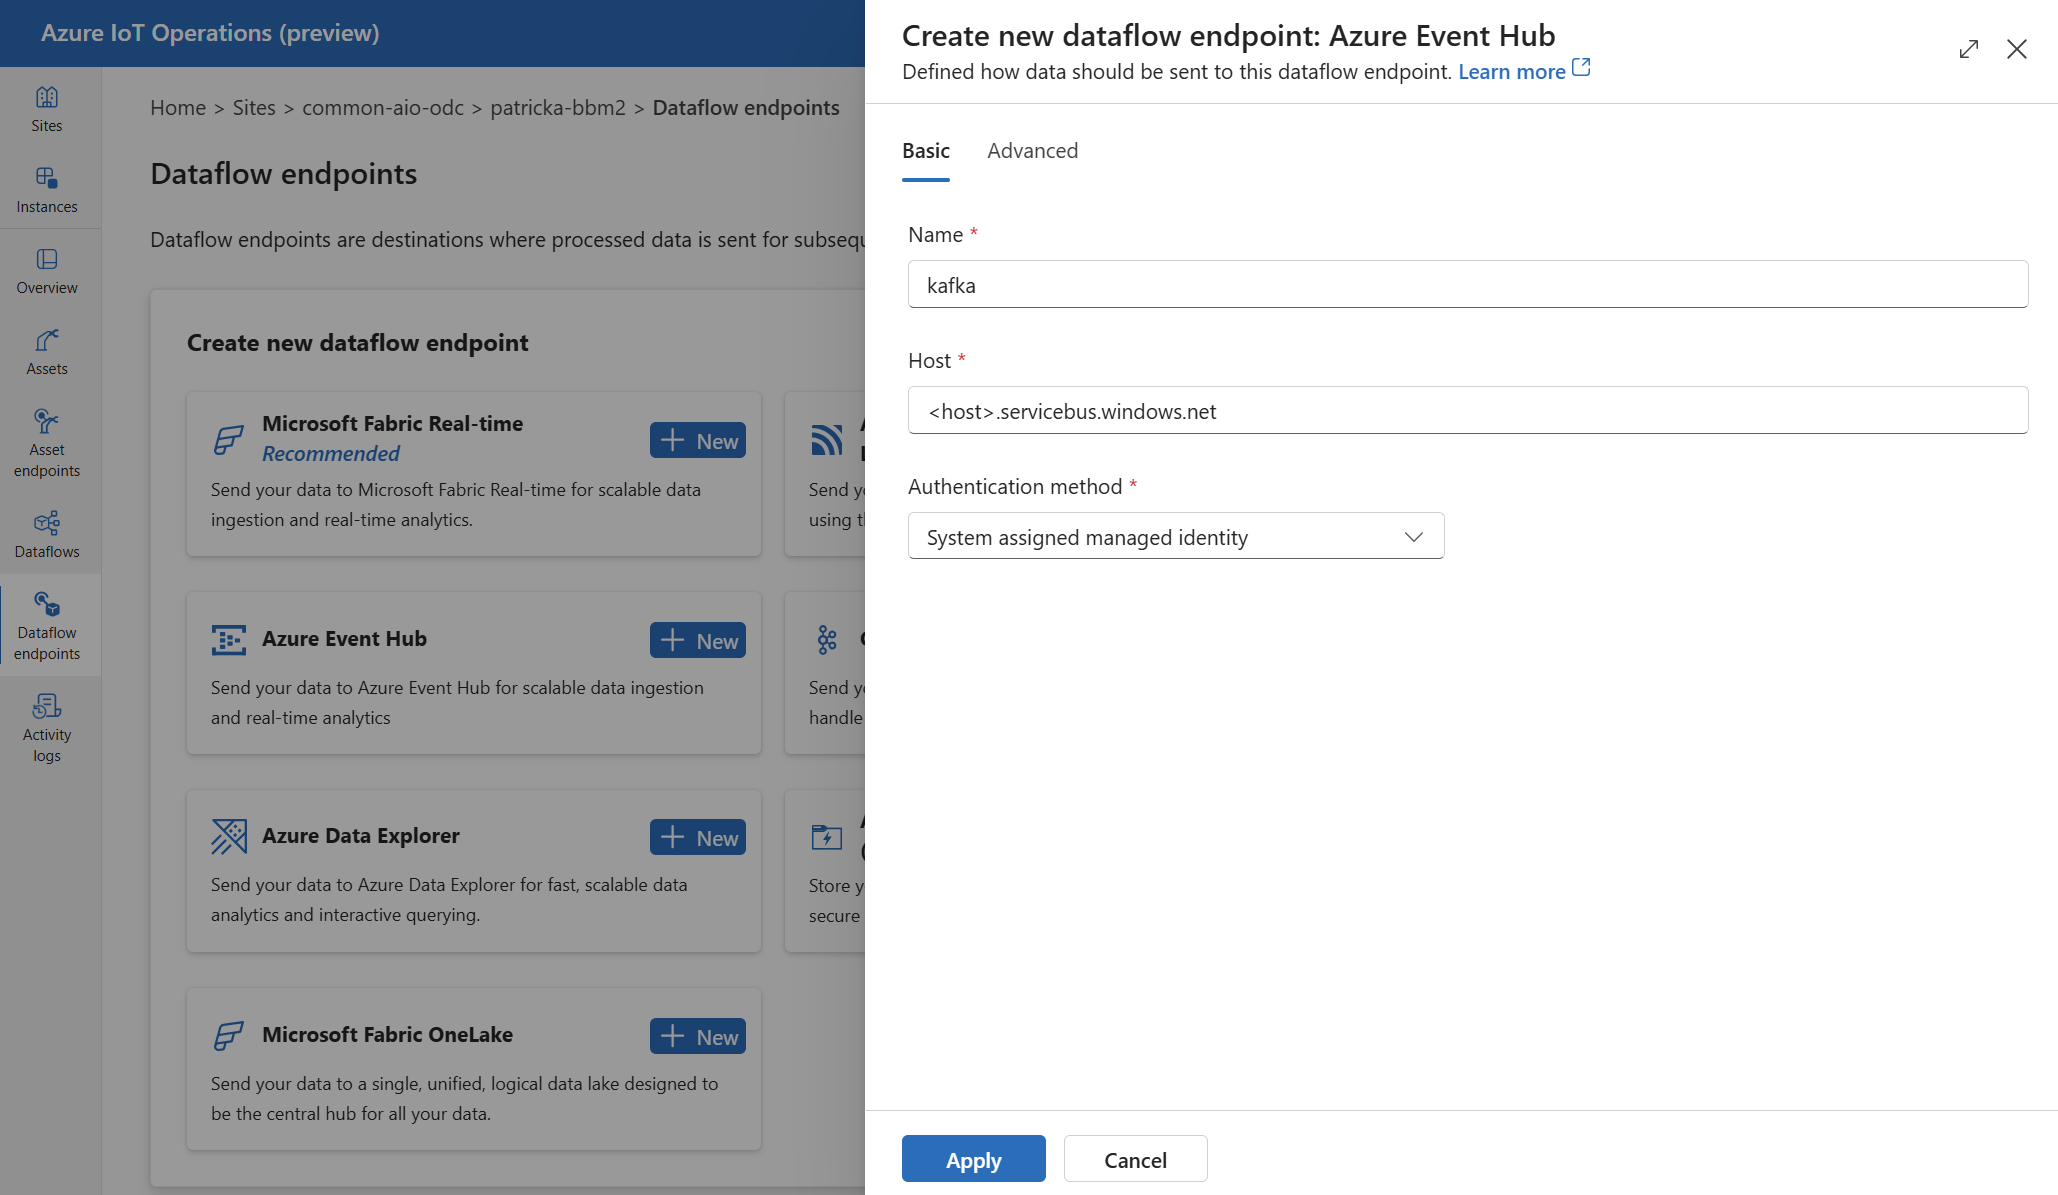 Azure IoT Operations (preview)
Sites
Instances
Overview
Assets
Asset
endpoints
Dataflows
Dataflow
endpoints
Activity
logs
Home > Sites > common-aio-odc > patricka-bbm2 > Dataflow endpoints
Dataflow endpoints
Dataflow endpoints are destinations where processed data is sent for
Create new dataflow endpoint
Microsoft Fabric Real-time
Recommended
+ New
Send your data to Microsoft Fabric Real-time for scalable data
ingestion and real-time analytics.
Send
using
Azure Event Hub
+ New
Send your data to Azure Event Hub for scalable data ingestion
and real-time analytics
Send
handle
Azure Data Explorer
+ New
Send your data to Azure Data Explorer for fast, scalable data
analytics and interactive querying.
Store
secure
Microsoft Fabric OneLake
+ New
Send your data to a single, unified, logical data lake designed to
be the central hub for all your data.
Create new dataflow endpoint: Azure Event Hub
Defined how data should be sent to this dataflow endpoint. Learn more
Basic Advanced
Name *
kafka
Host *
<host>.servicebus.windows.net
Authentication method *
System assigned managed identity
Apply Cancel